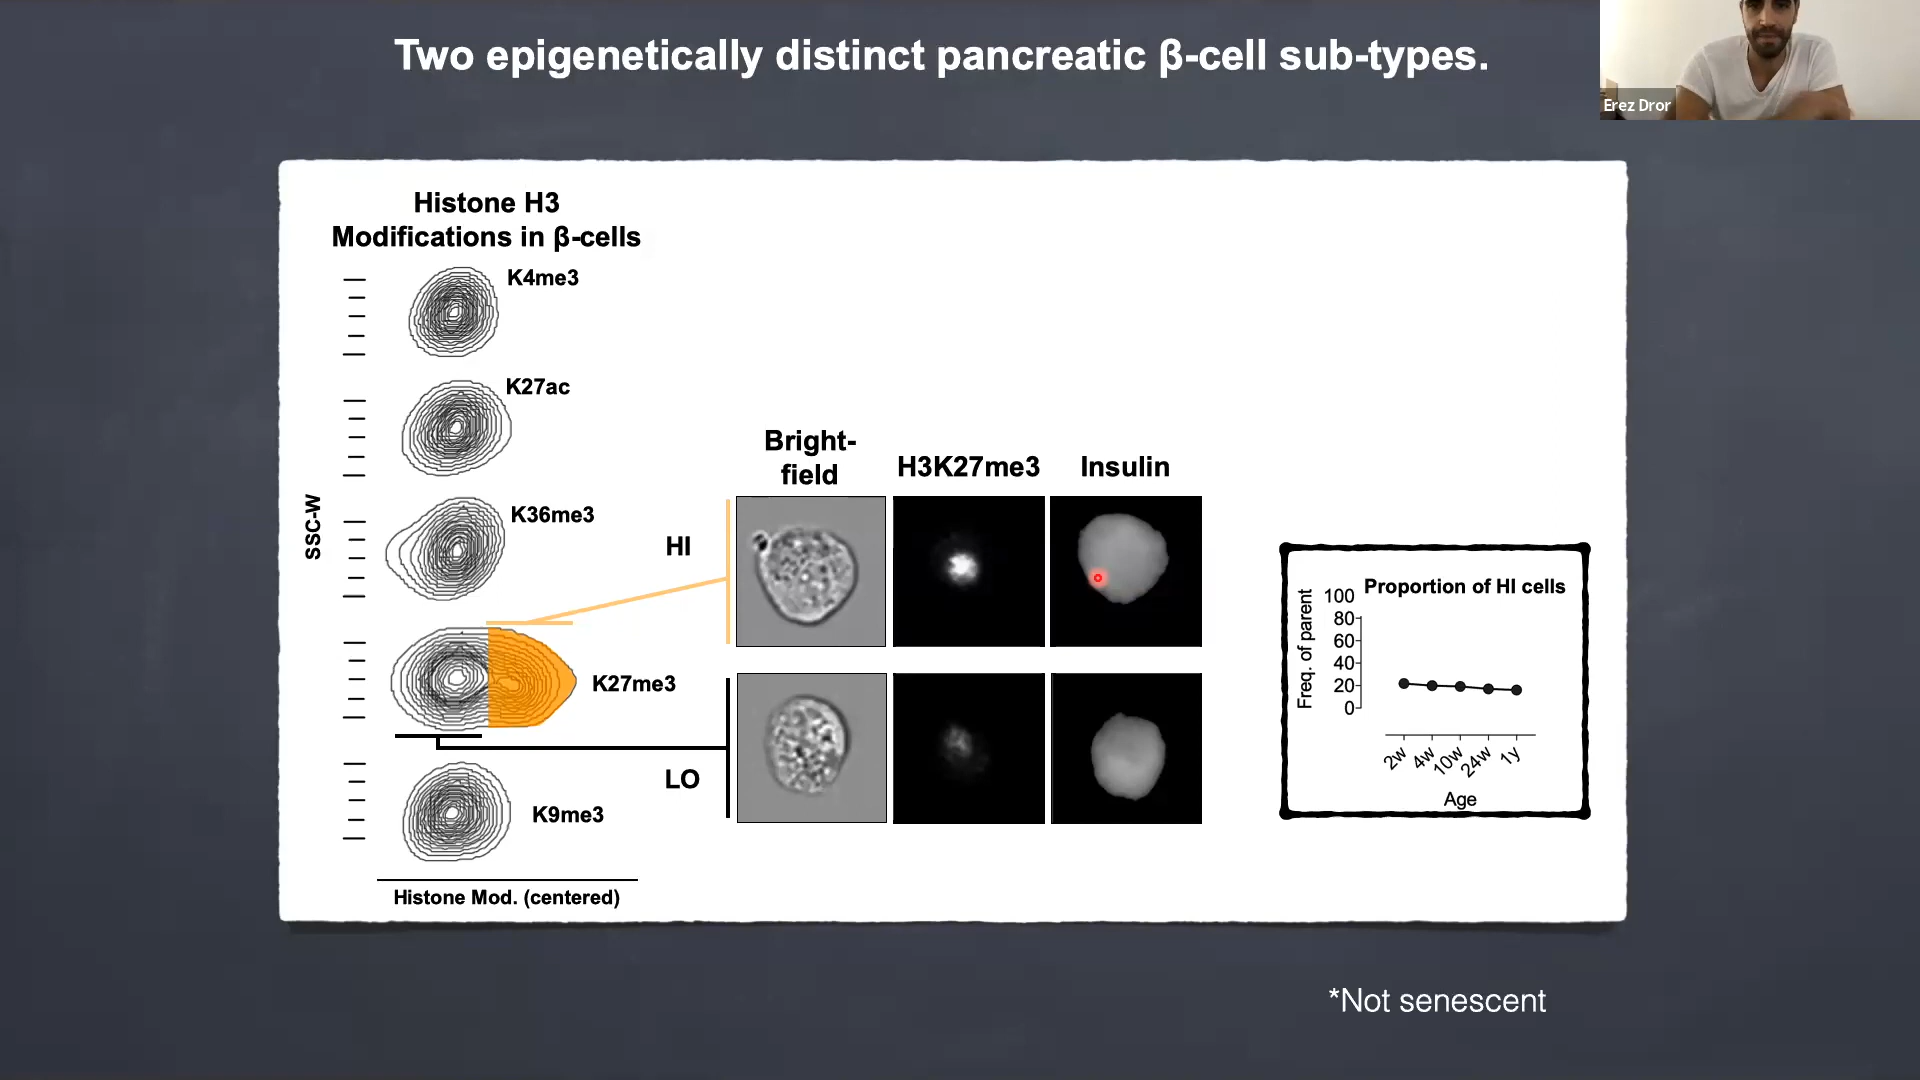 Two epigenetically distinct pancreatic β-cell sub-types.
Erez Dror
Histone H3
Modifications in β-cells
K4me3
K27ac
K36me3
K27me3
K9me3
SSC-W
Histone Mod. (centered)
HI
LO
Bright-
field
H3K27me3
Insulin
Proportion of HI cells
Freq. of parent
100
80
60
40
20
0
2w
4w
10w
24w
1y
Age
*Not senescent